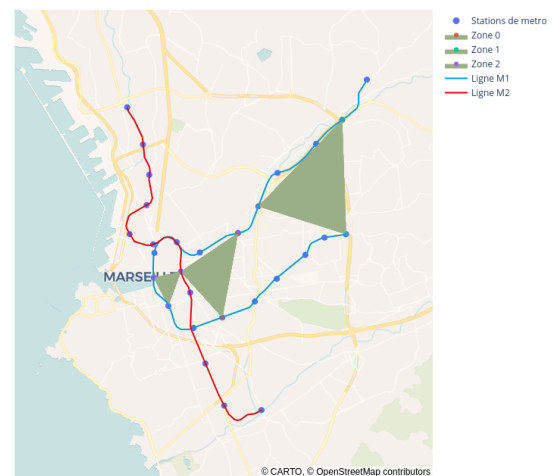 Stations de metro
Zone 0
Zone 1
Zone 2
Ligne M1
Ligne M2
MARSEILLE
© CARTO, © OpenStreetMap contributors